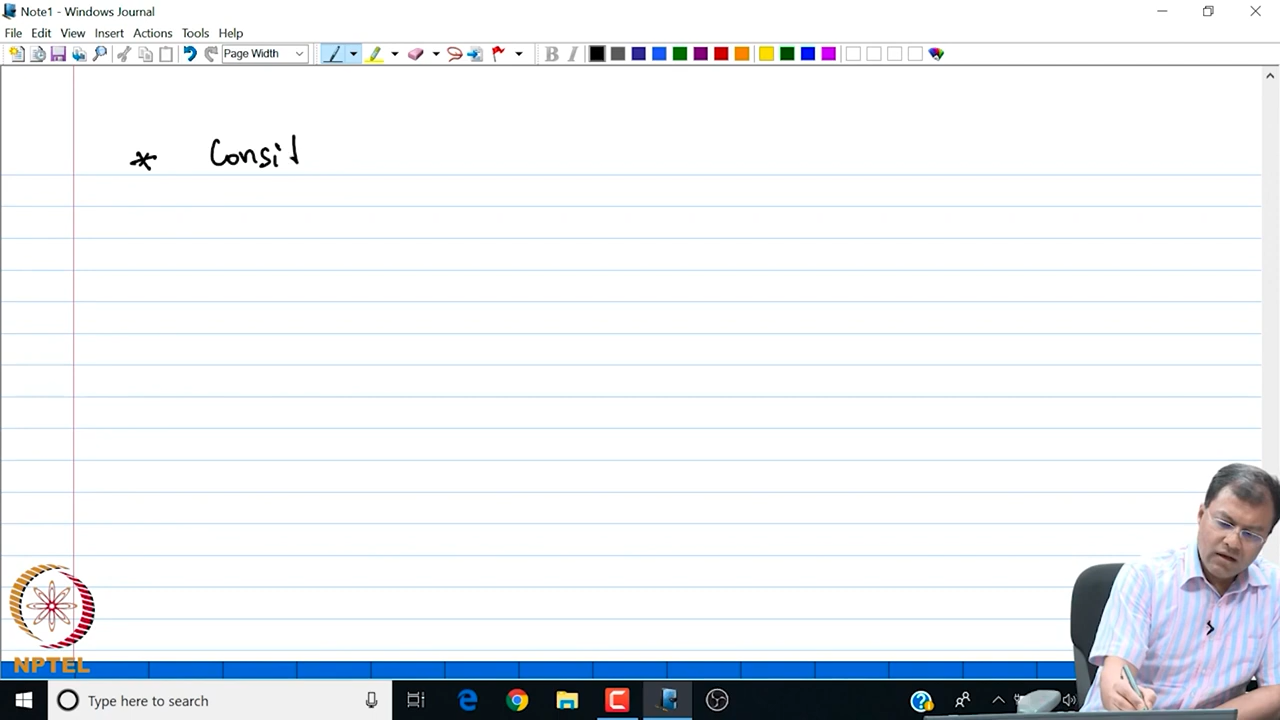 Note1 - Windows Journal
File Edit View Insert Actions Tools Help
Page Width
B I
* Consid
NPTEL
Type here to search